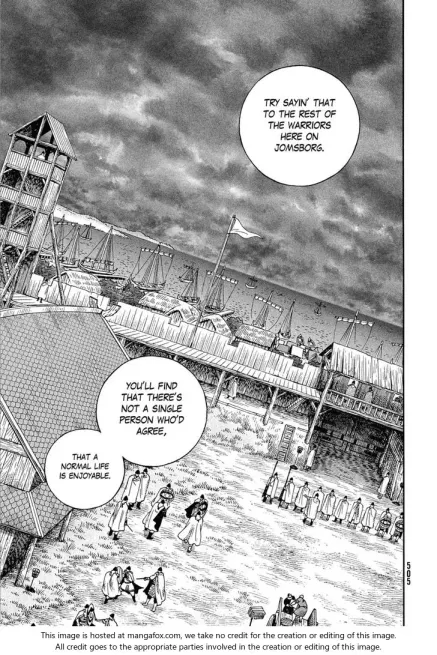 TRY SAYIN' THAT
TO THE REST OF
THE WARRIORS
HERE ON
JOMSBORG.
YOU'LL FIND
THAT THERE'S
NOT A SINGLE
PERSON WHO'D
AGREE,
THAT A
NORMAL LIFE
IS ENJOYABLE.
505
This image is hosted at mangafox.com, we take no credit for the creation or editing of this image.
All credit goes to the appropriate parties involved in the creation or editing of this image.